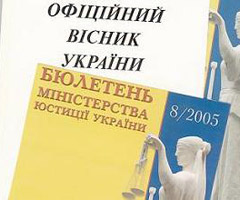 ОФІЦІЙНИЙ
ВІСНИК
УКРАЇНИ
БЮЛЕТЕНЬ
МІНІСТЕРСТВА
ЮСТИЦІЇ УКРАЇНИ
8/2005